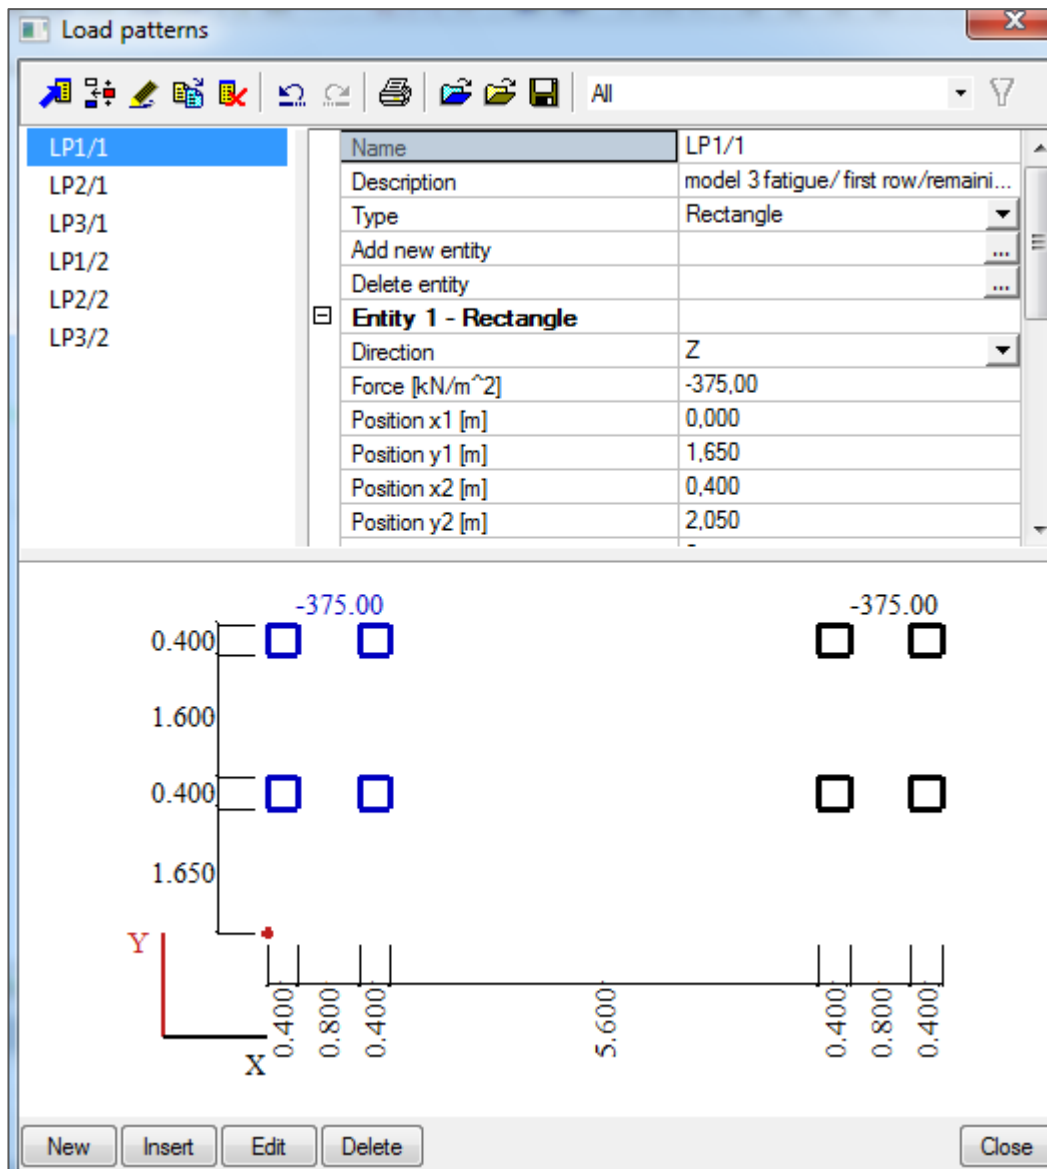 Load patterns
All
LP1/1
LP2/1
LP3/1
LP1/2
LP2/2
LP3/2
Name LP1/1
Description model 3 fatigue/ first row/remaini...
Type Rectangle
Add new entity ...
Delete entity ...
Entity 1 - Rectangle
Direction Z
Force [kN/m^2] -375,00
Position x1 [m] 0,000
Position y1 [m] 1,650
Position x2 [m] 0,400
Position y2 [m] 2,050
-375.00 -375.00
0.400
1.600
0.400
1.650
Y
X
0.400 0.800 0.400 5.600 0.400 0.800 0.400
New Insert Edit Delete Close